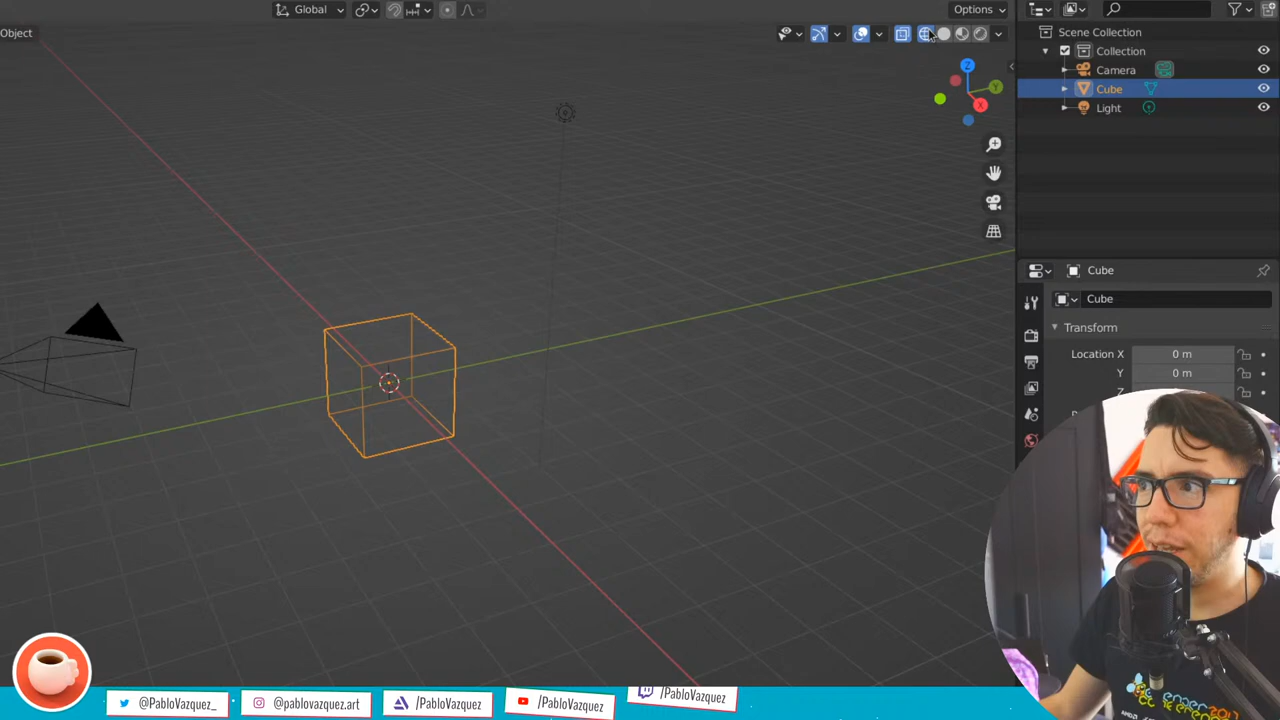 Global
Options
Object
Scene Collection
Collection
Camera
Cube
Light
Z
Y
X
Cube
Cube
Transform
Location X 0 m
Y 0 m
@PabloVazquez_
@pablovazquez.art
/PabloVazquez
/PabloVazquez
/PabloVazquez